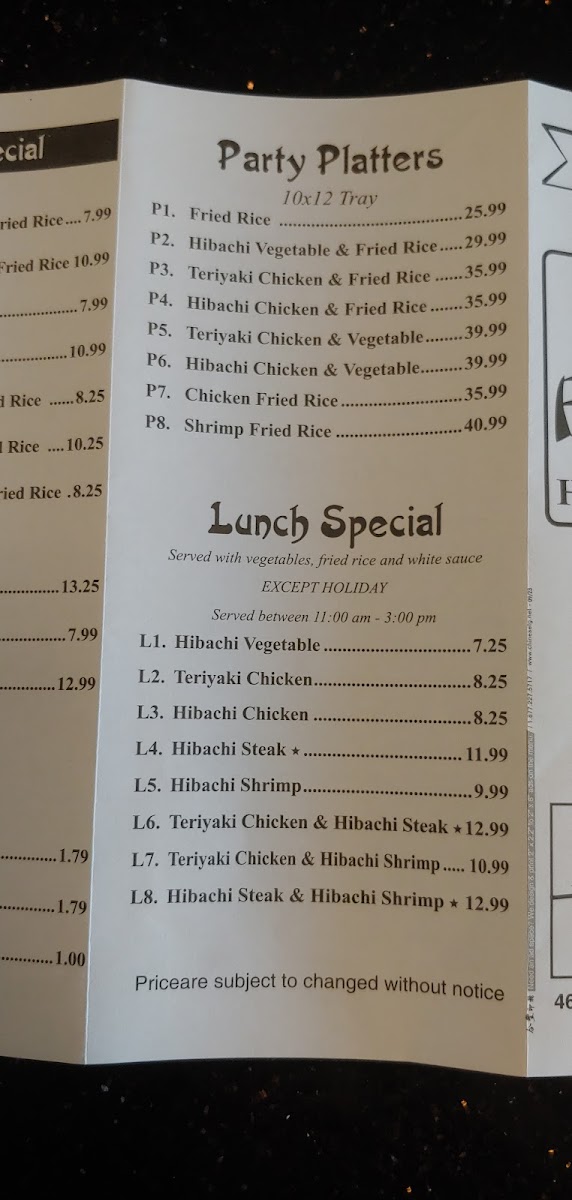 ecial
ried Rice....7.99
Fried Rice 10.99
..................7.99
...............10.99
d Rice ......8.25
l Rice ....10.25
ried Rice .8.25
..............13.25
................7.99
.............12.99
.............1.79
............1.79
.............1.00
Party Platters
10x12 Tray
P1. Fried Rice ..........................................25.99
P2. Hibachi Vegetable & Fried Rice.....29.99
P3. Teriyaki Chicken & Fried Rice ......35.99
P4. Hibachi Chicken & Fried Rice.......35.99
P5. Teriyaki Chicken & Vegetable........39.99
P6. Hibachi Chicken & Vegetable.........39.99
P7. Chicken Fried Rice............................35.99
P8. Shrimp Fried Rice .............................40.99
Lunch Special
Served with vegetables, fried rice and white sauce
EXCEPT HOLIDAY
Served between 11:00 am - 3:00 pm
L1. Hibachi Vegetable.................................7.25
L2. Teriyaki Chicken...................................8.25
L3. Hibachi Chicken ...................................8.25
L4. Hibachi Steak ★................................... 11.99
L5. Hibachi Shrimp.....................................9.99
L6. Teriyaki Chicken & Hibachi Steak ★12.99
L7. Teriyaki Chicken & Hibachi Shrimp..... 10.99
L8. Hibachi Steak & Hibachi Shrimp ★ 12.99
Priceare subject to changed without notice
H
46